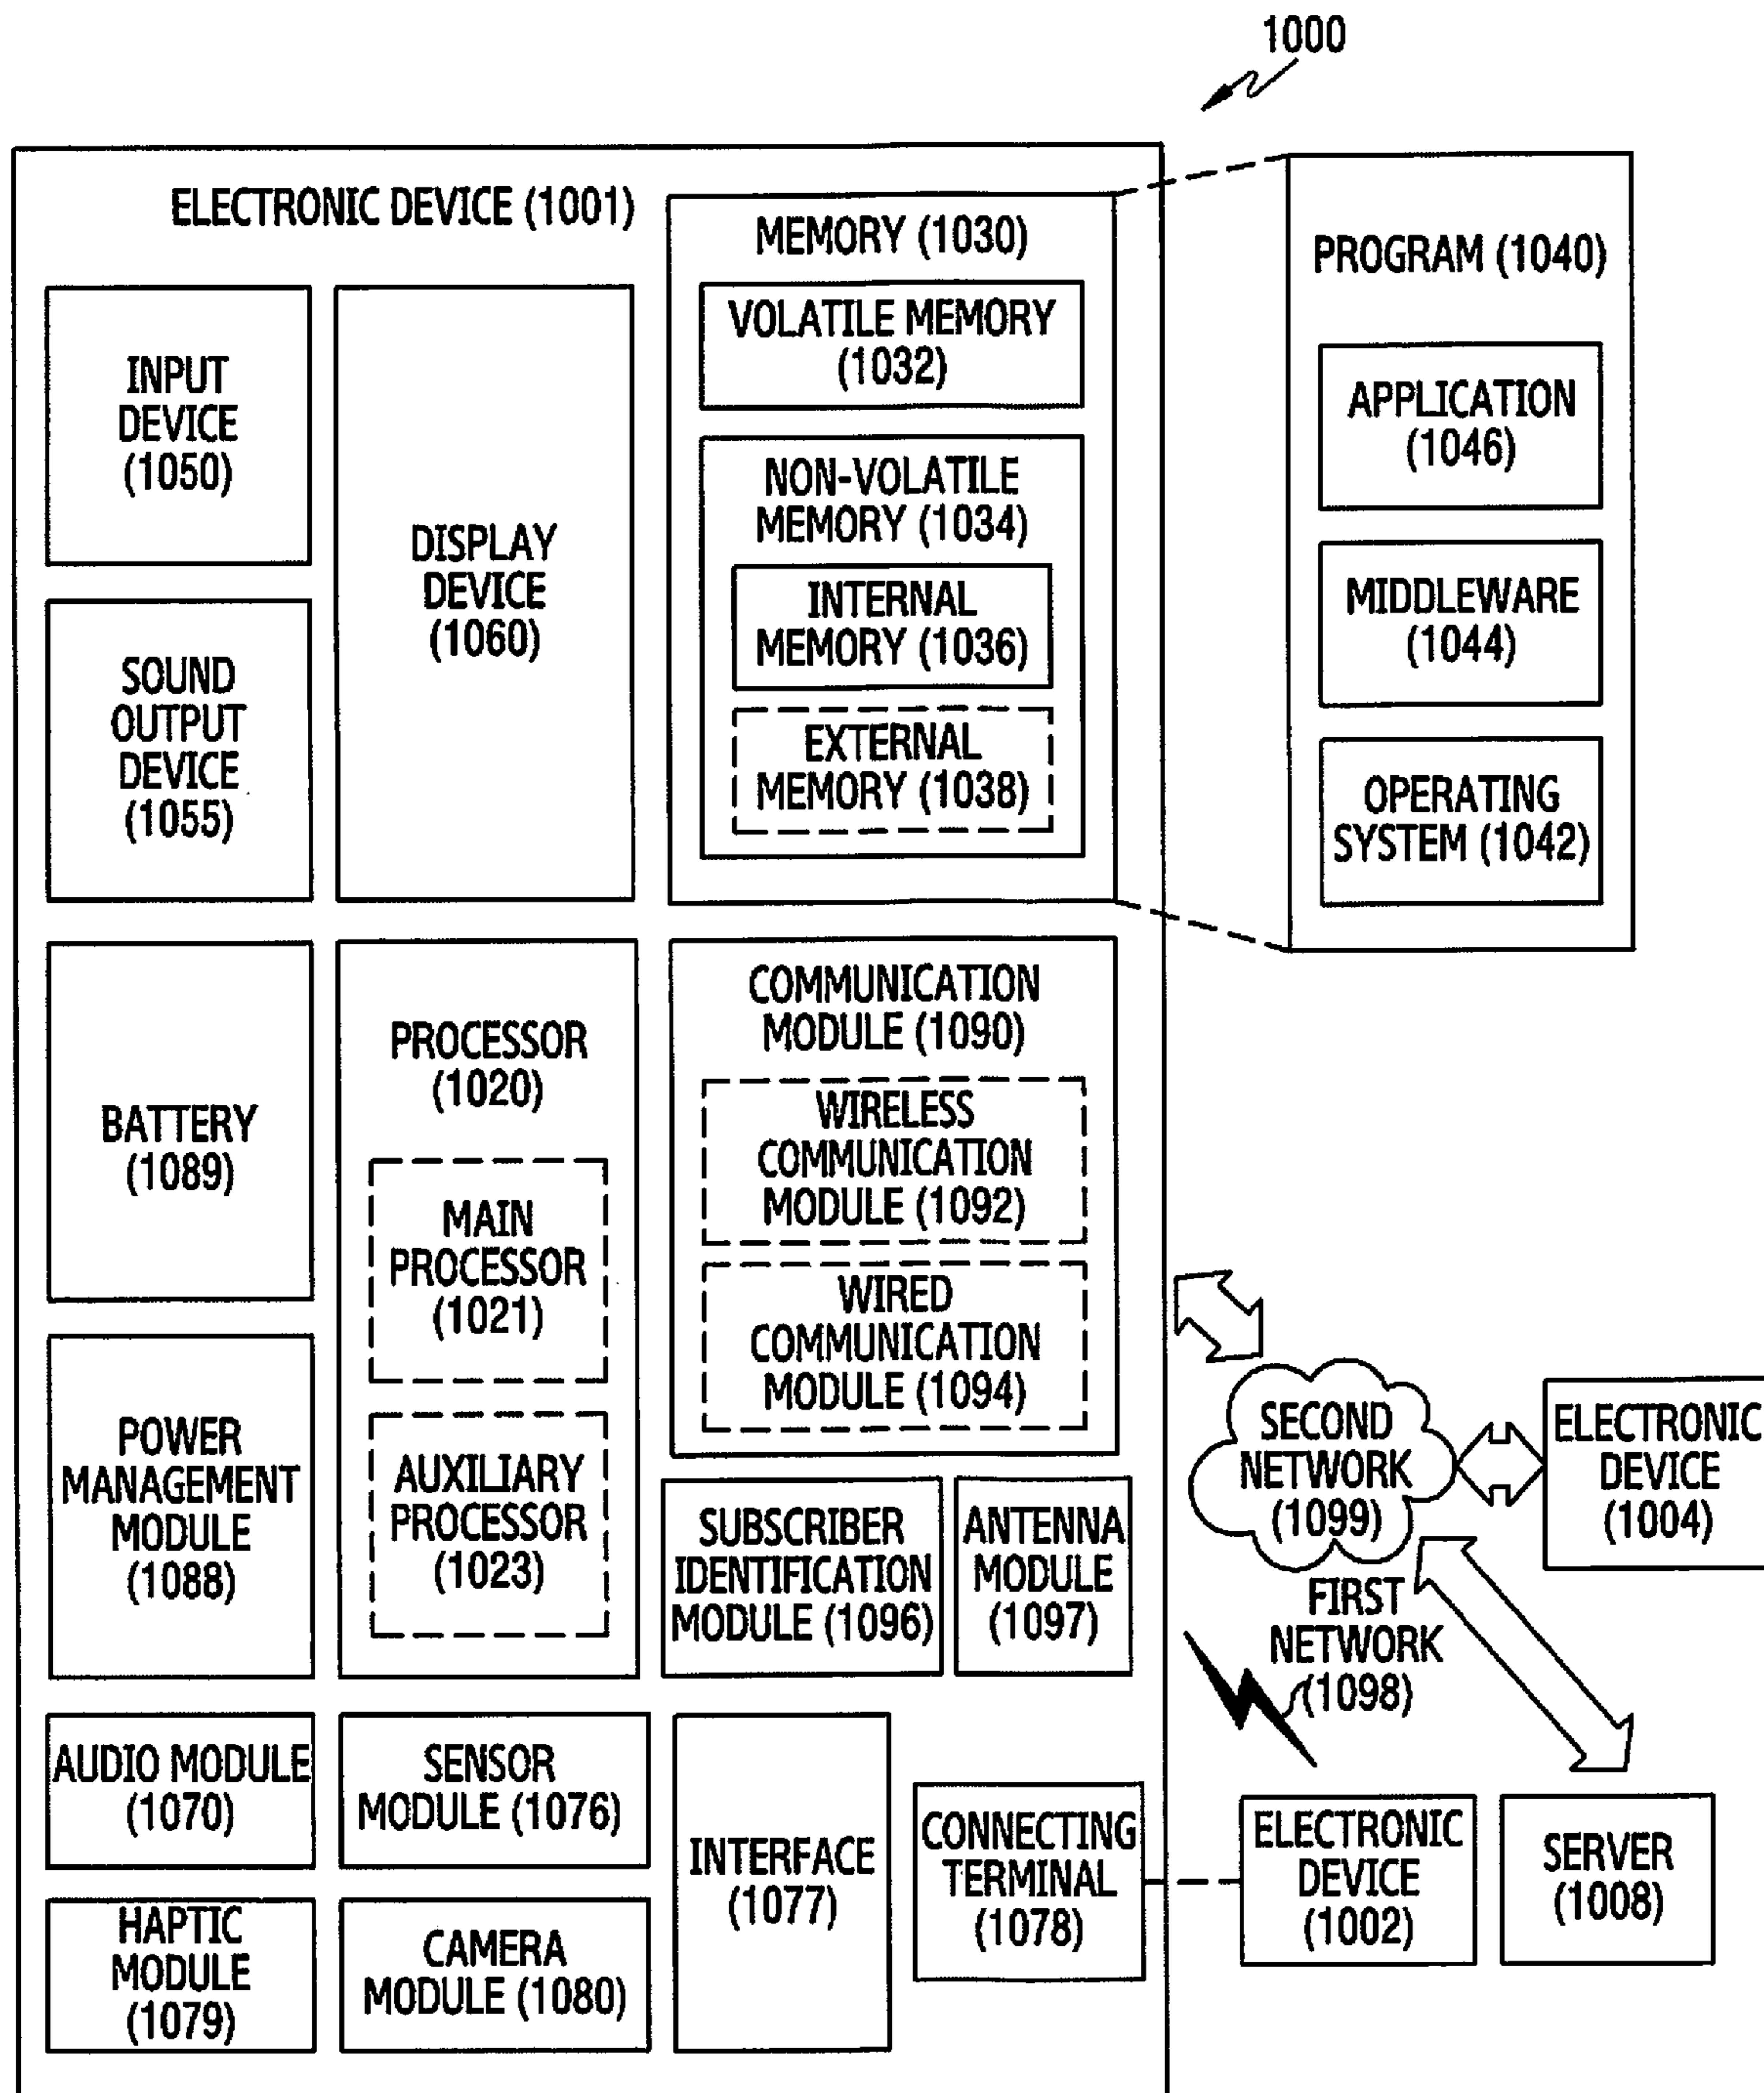 1000
ELECTRONIC DEVICE (1001)
INPUT
DEVICE
(1050)
SOUND
OUTPUT
DEVICE
(1055)
DISPLAY
DEVICE
(1060)
MEMORY (1030)
VOLATILE MEMORY
(1032)
NON-VOLATILE
MEMORY (1034)
INTERNAL
MEMORY (1036)
EXTERNAL
MEMORY (1038)
PROGRAM (1040)
APPLICATION
(1046)
MIDDLEWARE
(1044)
OPERATING
SYSTEM (1042)
BATTERY
(1089)
POWER
MANAGEMENT
MODULE
(1088)
PROCESSOR
(1020)
MAIN
PROCESSOR
(1021)
AUXILIARY
PROCESSOR
(1023)
COMMUNICATION
MODULE (1090)
WIRELESS
COMMUNICATION
MODULE (1092)
WIRED
COMMUNICATION
MODULE (1094)
SUBSCRIBER
IDENTIFICATION
MODULE (1096)
ANTENNA
MODULE
(1097)
SECOND
NETWORK
(1099)
ELECTRONIC
DEVICE
(1004)
FIRST
NETWORK
(1098)
AUDIO MODULE
(1070)
SENSOR
MODULE (1076)
HAPTIC
MODULE
(1079)
CAMERA
MODULE (1080)
INTERFACE
(1077)
CONNECTING
TERMINAL
(1078)
ELECTRONIC
DEVICE
(1002)
SERVER
(1008)